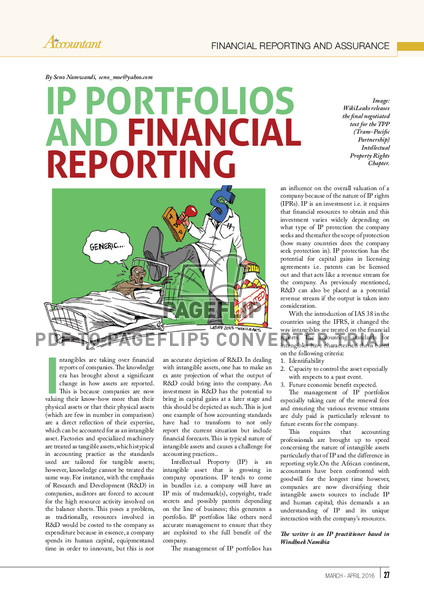 the
Accountant
FINANCIAL REPORTING AND ASSURANCE
By Seno Namwandi, seno_mne@yahoo.com
IP PORTFOLIOS
AND FINANCIAL
REPORTING
Image:
WikiLeaks releases
the final negotiated
text for the TPP
(Trans-Pacific
Partnership)
Intellectual
Property Rights
Chapter.
GENERIC...
$
PAGEFLIP
PDF TO PAGEFLIP5 CONVERTER TRIAL
Intangibles are taking over financial
reports of companies. The knowledge
era has brought about a significant
change in how assets are reported.
This is because companies are now
valuing their know-how more than their
physical assets or that their physical assets
(which are few in number in comparison)
are a direct reflection of their expertise,
which can be accounted for as an intangible
asset. Factories and specialized machinery
are treated as tangible assets, which is typical
in accounting practice as the standards
used are tailored for tangible assets;
however, knowledge cannot be treated the
same way. For instance, with the emphasis
of Research and Development (R&D) in
companies, auditors are forced to account
for the high resource activity involved on
the balance sheets. This poses a problem,
as traditionally, resources involved in
R&D would be costed to the company as
expenditure because in essence, a company
spends its human capital, equipmentand
time in order to innovate, but this is not
an accurate depiction of R&D. In dealing
with intangible assets, one has to make an
ex ante projection of what the output of
R&D could bring into the company. An
investment in R&D has the potential to
bring in capital gains at a later stage and
this should be depicted as such. This is just
one example of how accounting standards
have had to transform to not only
report the current situation but include
financial forecasts. This is typical of nature of
intangible assets and causes a challenge for
accounting practices..
Intellectual Property (IP) is an
intangible asset that is growing in
company operations. IP tends to come
in bundles i.e. a company will have an
IP mix of trademark(s), copyright, trade
secrets and possibly patents depending
on the line of business; this generates a
portfolio. IP portfolios like others need
accurate management to ensure that they
are exploited to the full benefit of the
company.
The management of IP portfolios has
an influence on the overall valuation of a
company because of the nature of IP rights
(IPRs). IP is an investment i.e. it requires
that financial resources to obtain and this
investment varies widely depending on
what type of IP protection the company
seeks and thereafter the scope of protection
(how many countries does the company
seek protection in). IP protection has the
potential for capital gains in licensing
agreements i.e. patents can be licensed
out and that acts like a revenue stream for
the company. As previously mentioned,
R&D can also be placed as a potential
revenue stream if the output is taken into
consideration.
With the introduction of IAS 38 in the
countries using the IFRS, it changed the
way intangibles are treated on the financial
on the following criteria:
1. Identifiability
2. Capacity to control the asset especially
with respects to a past event.
3. Future economic benefit expected.
The management of IP portfolios
especially taking care of the renewal fees
and ensuring the various revenue streams
are duly paid is particularly relevant to
future events for the company.
This requires that accounting
professionals are brought up to speed
concerning the nature of intangible assets
particularly that of IP and the difference in
reporting style.On the African continent,
accountants have been confronted with
goodwill for the longest time however,
companies are now diversifying their
intangible assets sources to include IP
and human capital, this demands a an
understanding of IP and its unique
interaction with the company's resources.
The writer is an IP practitioner based in
Windhoek Namibia
MARCH - APRIL 2016 27